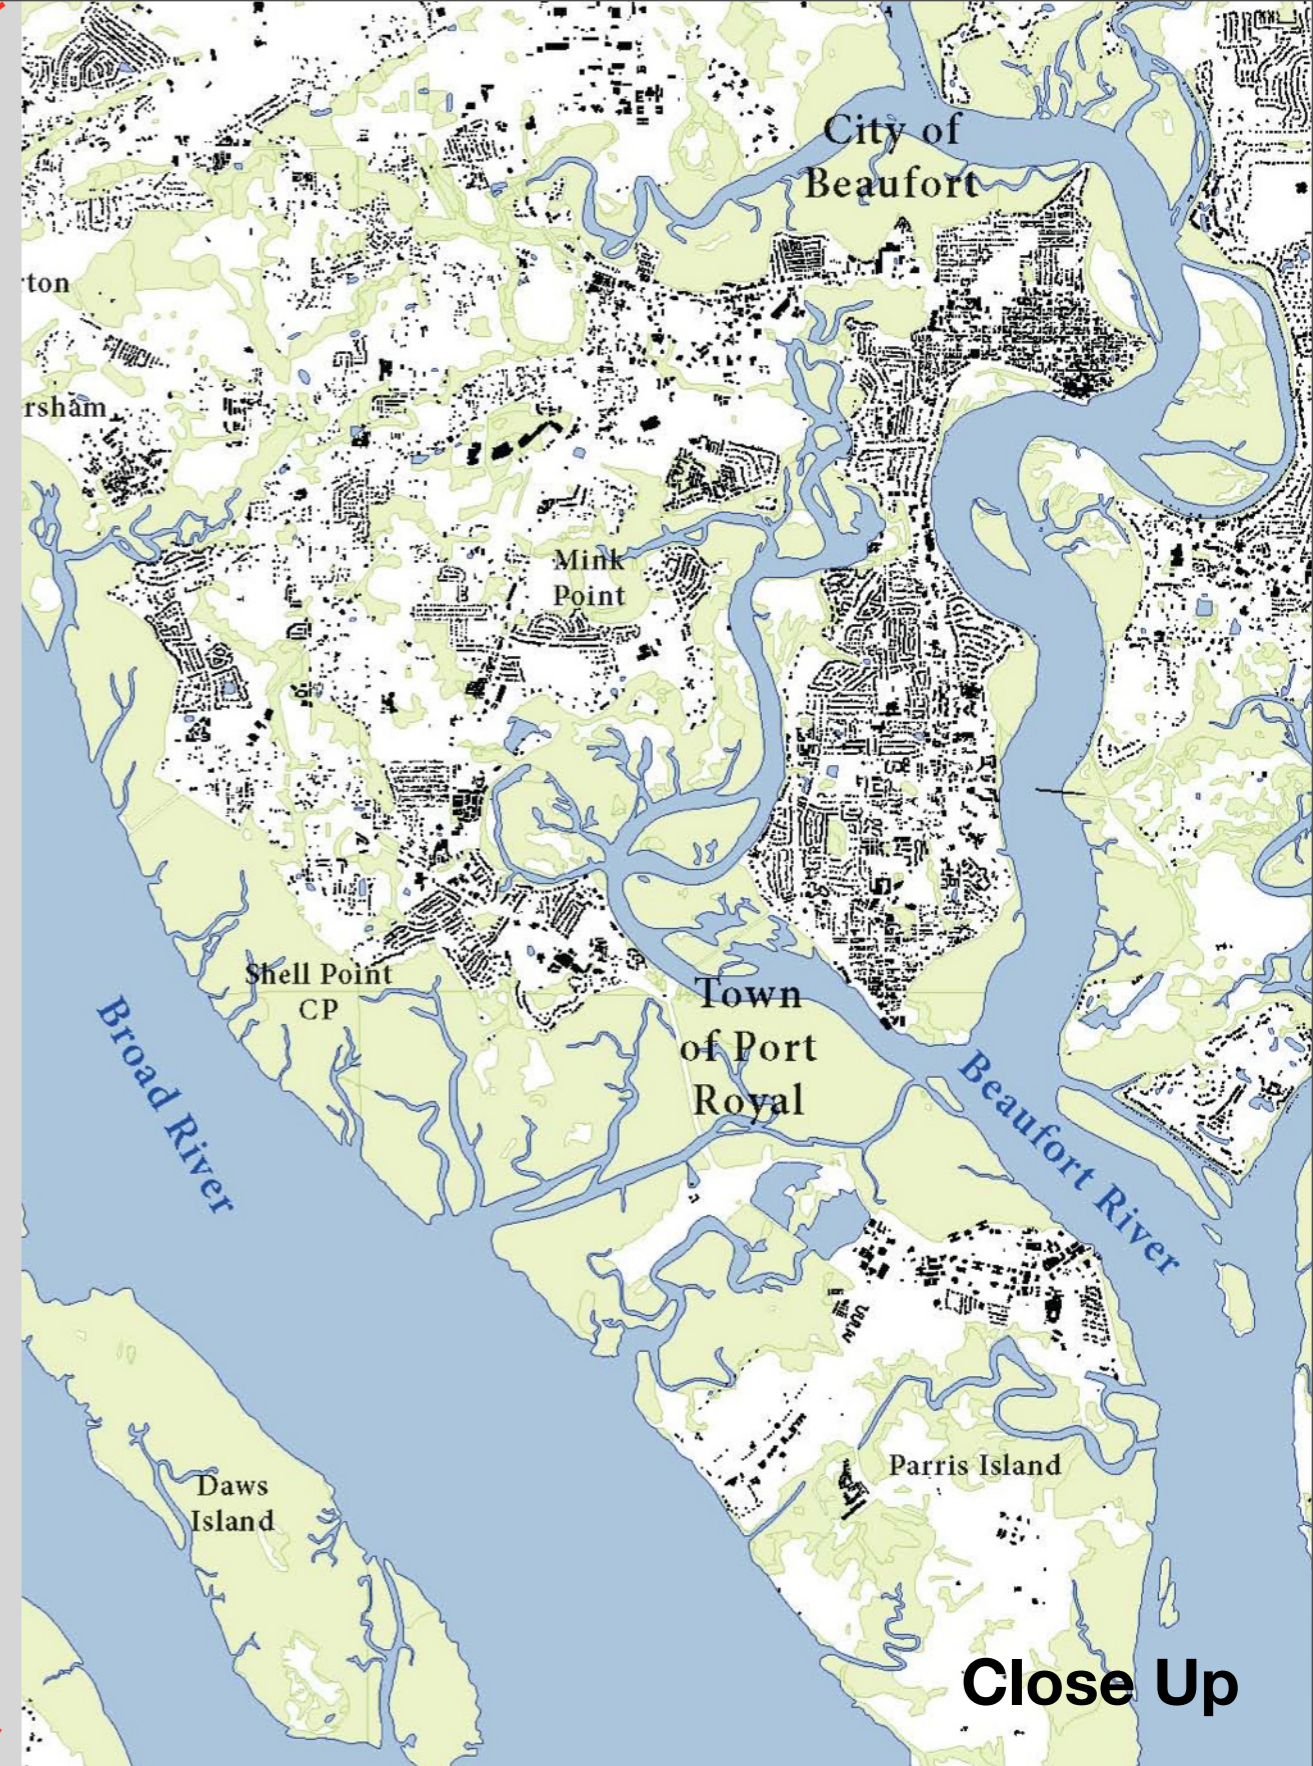 City of
Beaufort
ton
rsham
Mink
Point
Shell Point
CP
Town
of Port
Royal
Broad River
Beaufort River
Parris Island
Daws
Island
Close Up